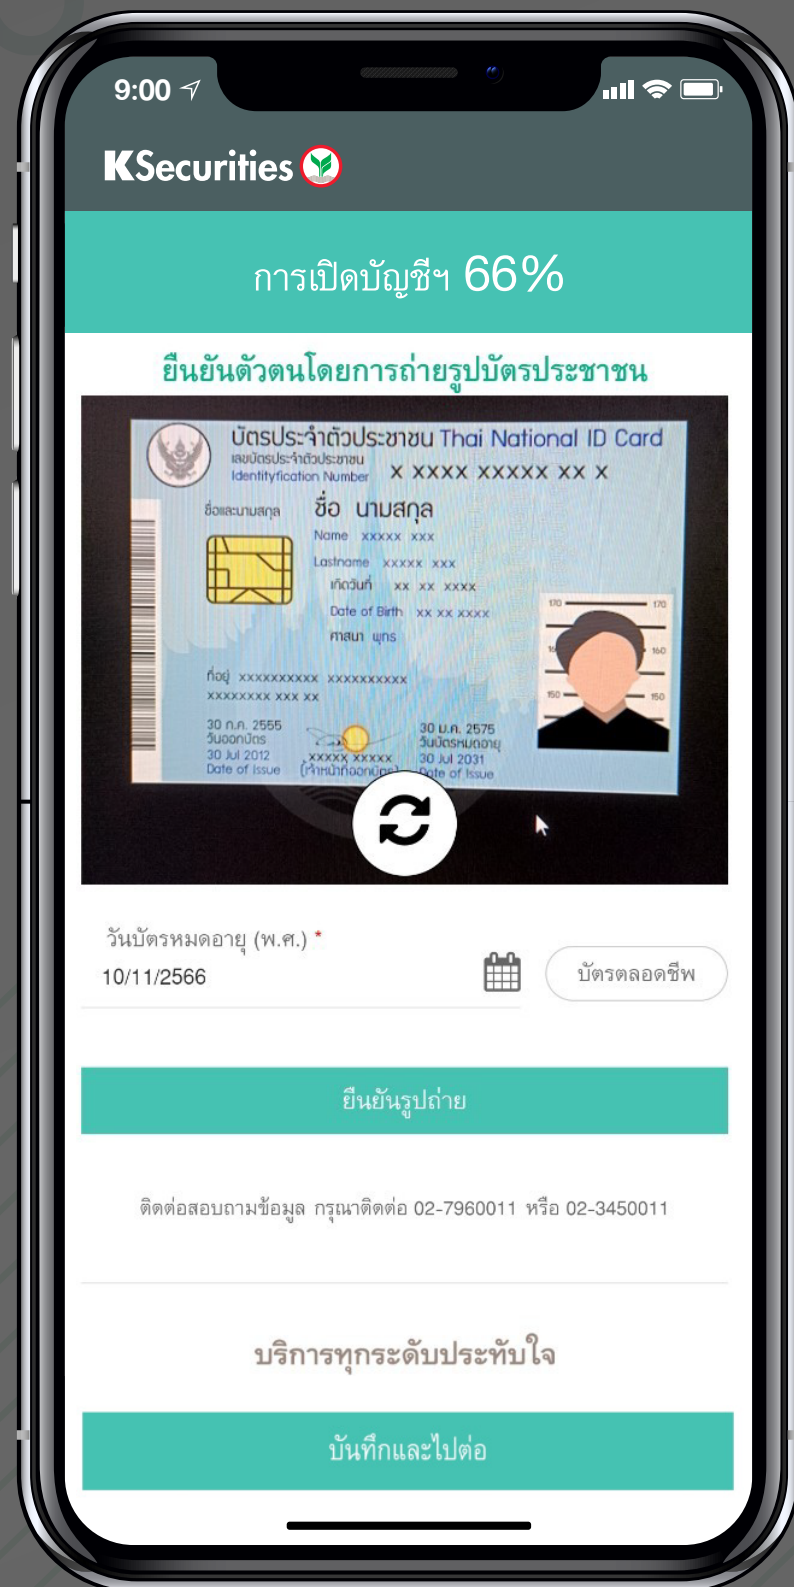 9:00
KSecurities
การเปิดบัญชีฯ 66%
ยืนยันตัวตนโดยการถ่ายรูปบัตรประชาชน
บัตรประจำตัวประชาชน Thai National ID Card
เลขบัตรประจำตัวประชาชน
Identityfication Number X XXXX XXXXX XX X
ชื่อและนามสกุล ชื่อ นามสกุล
Name xxxxx xxx
Lastname xxxxx xxx
เกิดวันที่ xx xx xxxx
Date of Birth xx xx xxxx
ศาสนา พุทธ
170 170
160
150 150
ที่อยู่ xxxxxxxxxx xxxxxxxxxx
xxxxxxxx xxx xx
30 ก.ค. 2555 30 ม.ค. 2575
วันออกบัตร วันบัตรหมดอายุ
30 Jul 2012 xxxxx xxxxx 30 Jul 2031
Date of Issue Date of Issue
วันบัตรหมดอายุ (พ.ศ.) *
10/11/2566 บัตรตลอดชีพ
ยืนยันรูปถ่าย
ติดต่อสอบถามข้อมูล กรุณาติดต่อ 02-7960011 หรือ 02-3450011
บริการทุกระดับประทับใจ
บันทึกและไปต่อ